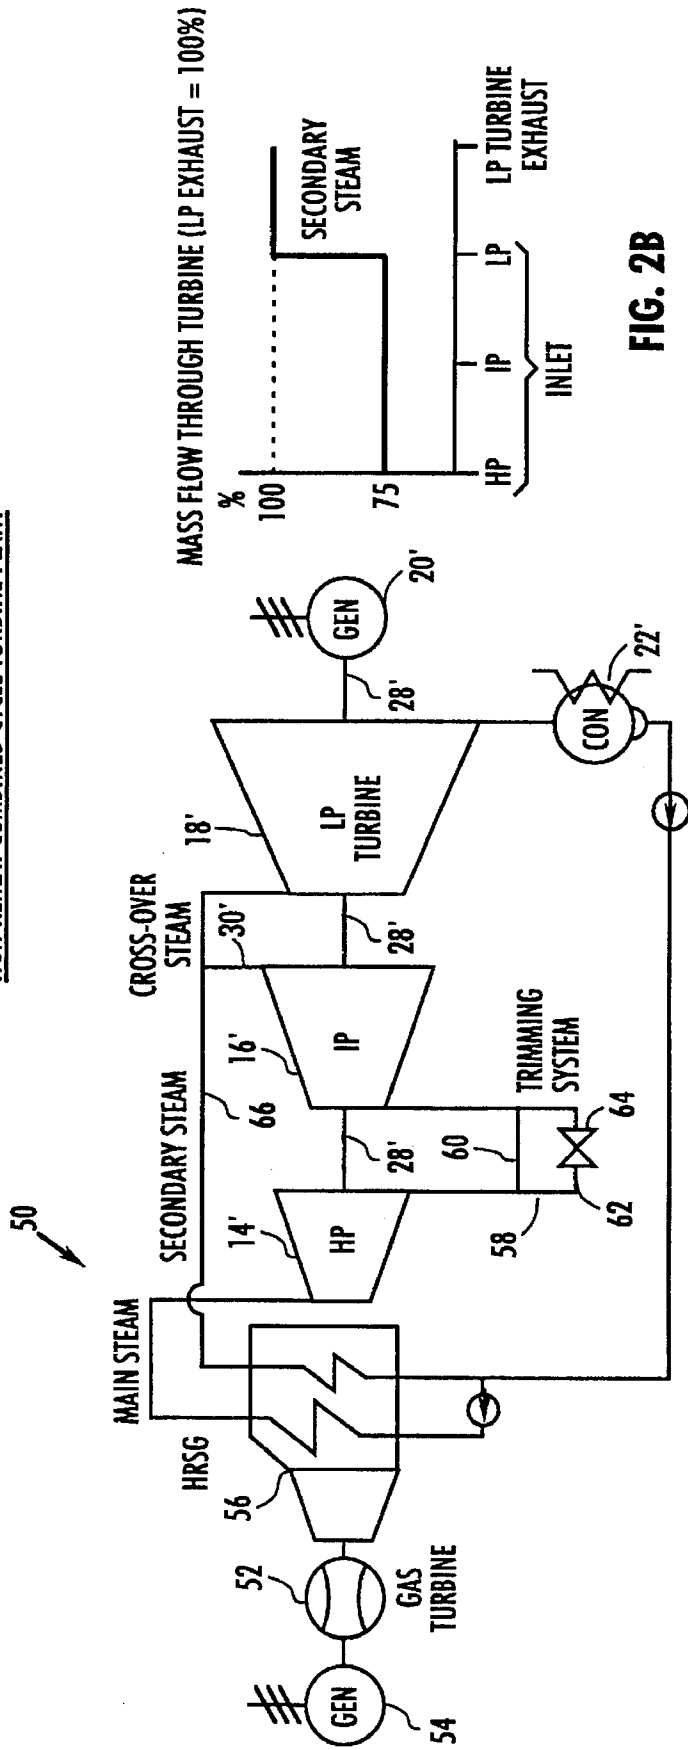 50
MAIN STEAM
SECONDARY STEAM
CROSS-OVER
STEAM
HRSG
56
52
GAS
TURBINE
GEN
54
14'
HP
66
16'
IP
30'
18'
LP
TURBINE
28'
28'
28'
GEN
20'
58
60
62
64
TRIMMING
SYSTEM
CON
22'
MASS FLOW THROUGH TURBINE (LP EXHAUST = 100%)
%
100
75
SECONDARY
STEAM
HP
IP
LP
LP TURBINE
EXHAUST
INLET
FIG. 2B